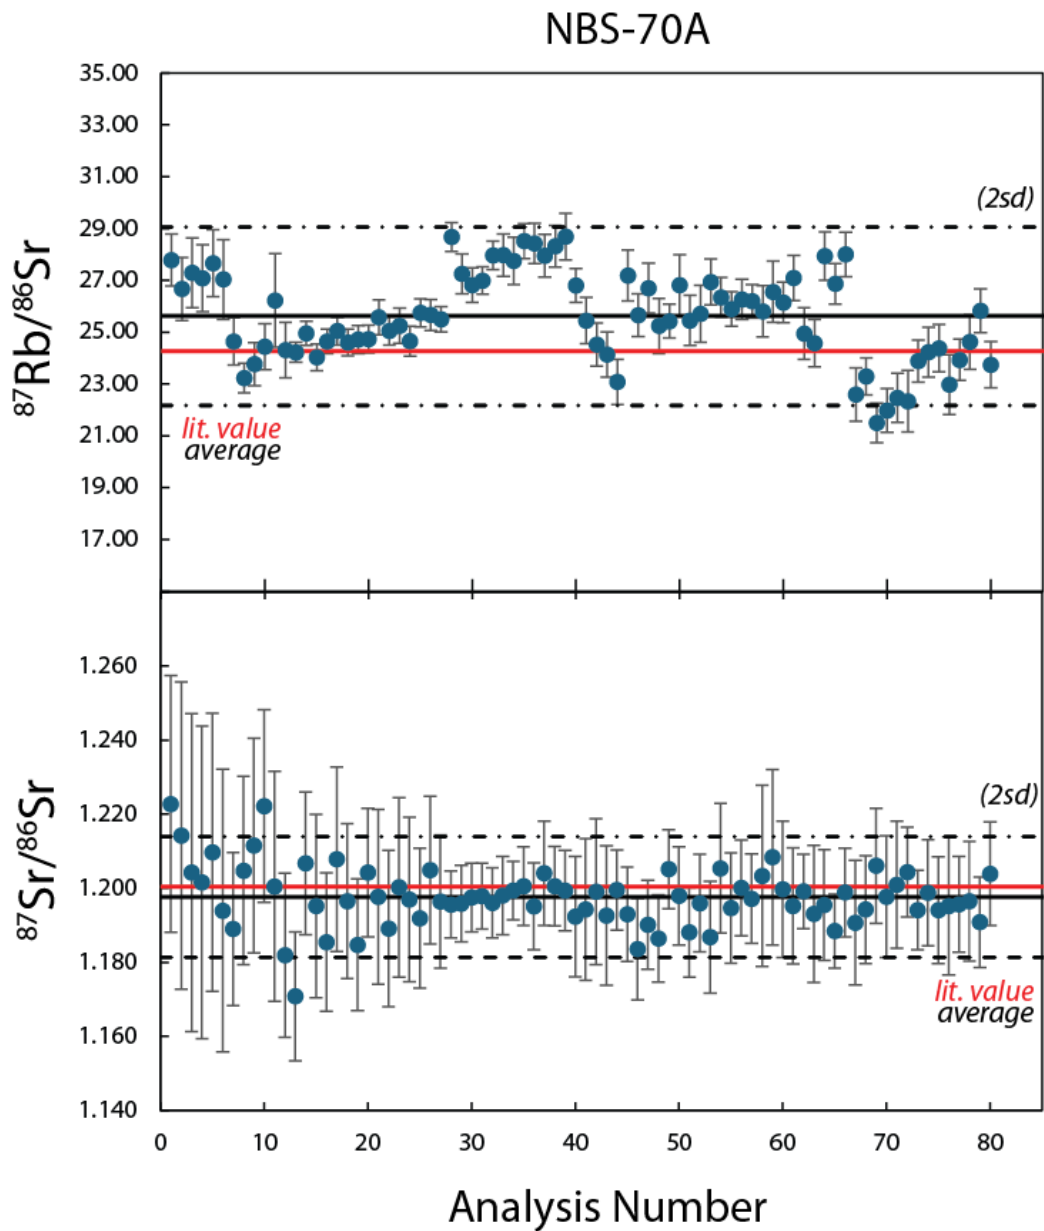 NBS-70A
35.00
33.00
31.00
29.00
27.00
25.00
23.00
21.00
19.00
17.00
87Rb/86Sr
(2sd)
lit. value
average
1.260
1.240
1.220
1.200
1.180
1.160
1.140
87Sr/86Sr
(2sd)
lit. value
average
0 10 20 30 40 50 60 70 80
Analysis Number